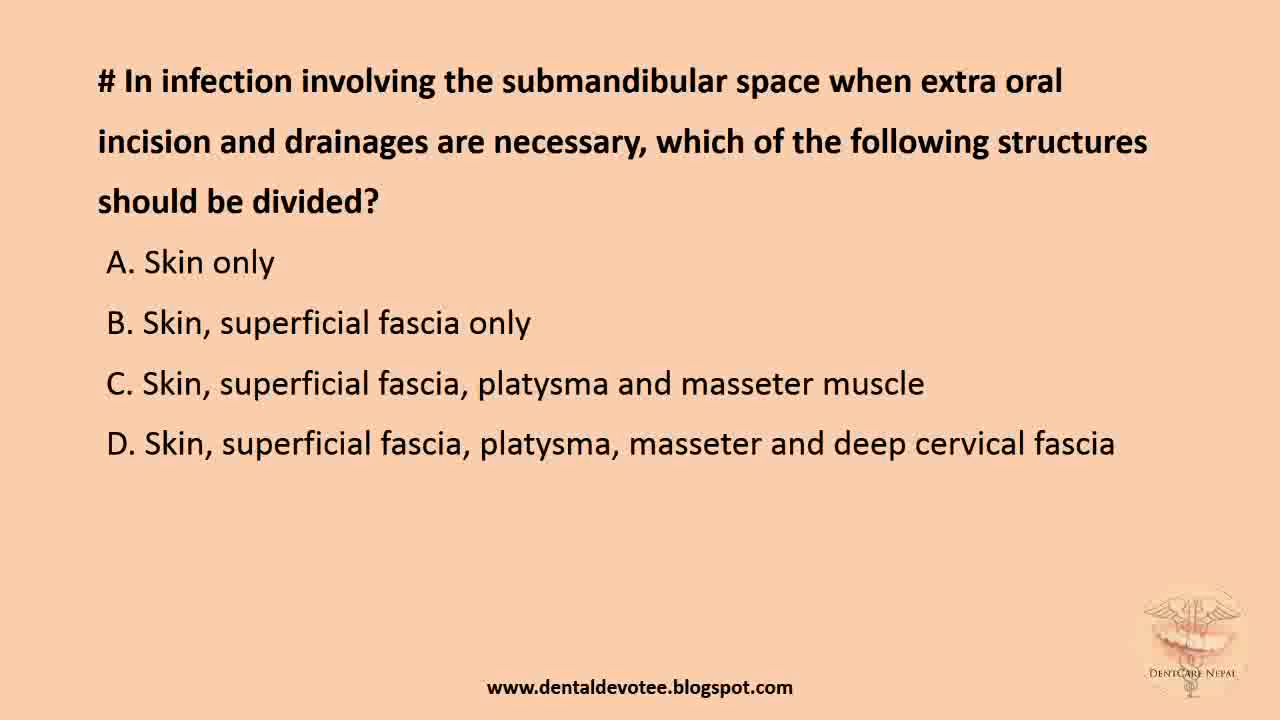 # In infection involving the submandibular space when extra oral
incision and drainages are necessary, which of the following structures
should be divided?
A. Skin only
B. Skin, superficial fascia only
C. Skin, superficial fascia, platysma and masseter muscle
D. Skin, superficial fascia, platysma, masseter and deep cervical fascia
DentCare Nepal
www.dentaldevotee.blogspot.com